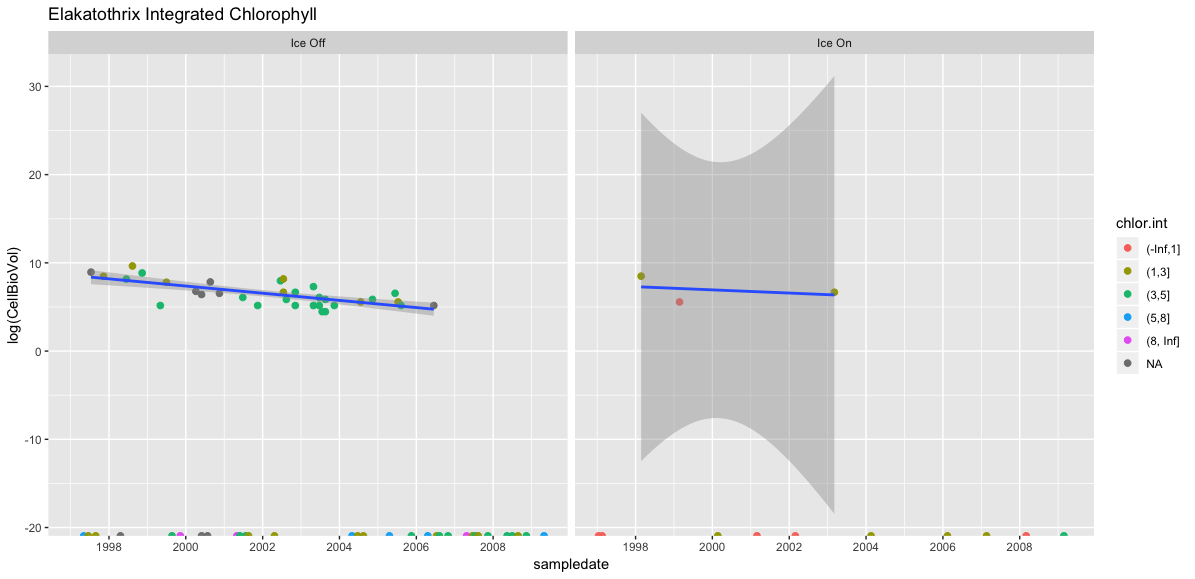 Elakatothrix Integrated Chlorophyll
Ice Off
Ice On
log(CellBioVol)
30
20
10
0
-10
-20
1998
2000
2002
2004
2006
2008
1998
2000
2002
2004
2006
2008
sampledate
chlor.int
(-Inf,1]
(1,3]
(3,5]
(5,8]
(8, Inf]
NA